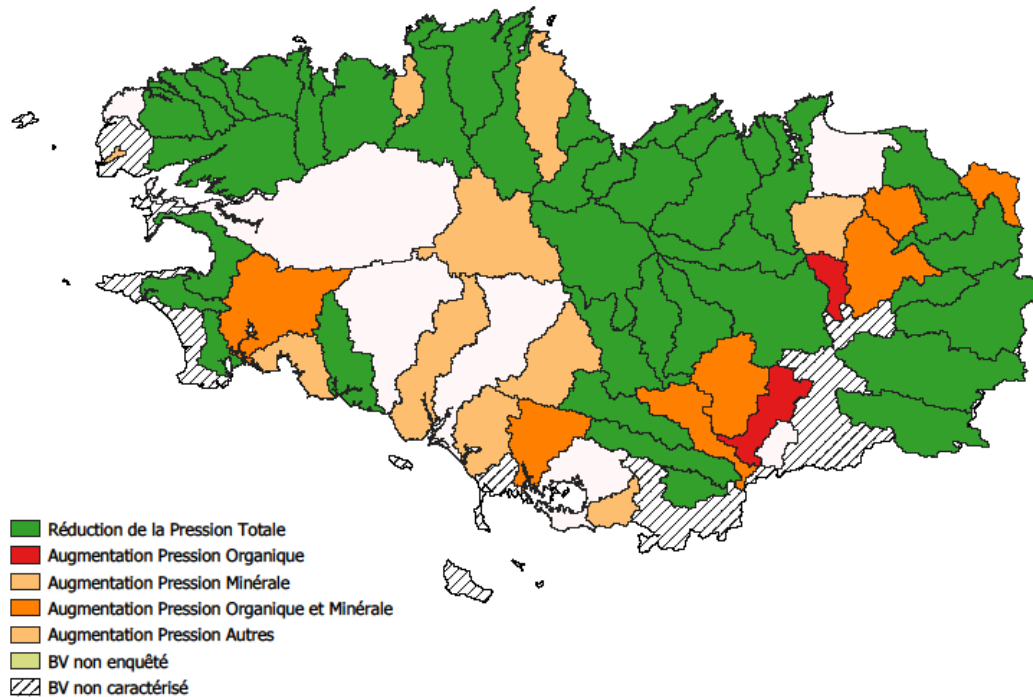 Réduction de la Pression Totale
Augmentation Pression Organique
Augmentation Pression Minérale
Augmentation Pression Organique et Minérale
Augmentation Pression Autres
BV non enquêté
BV non caractérisé